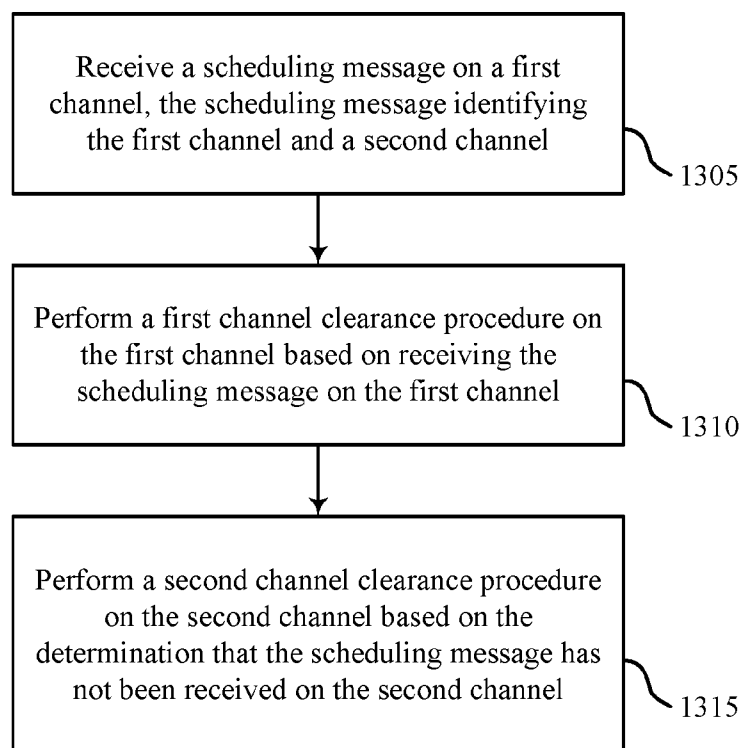 Receive a scheduling message on a first
channel, the scheduling message identifying
the first channel and a second channel
1305
Perform a first channel clearance procedure on
the first channel based on receiving the
scheduling message on the first channel
1310
Perform a second channel clearance procedure
on the second channel based on the
determination that the scheduling message has
not been received on the second channel
1315